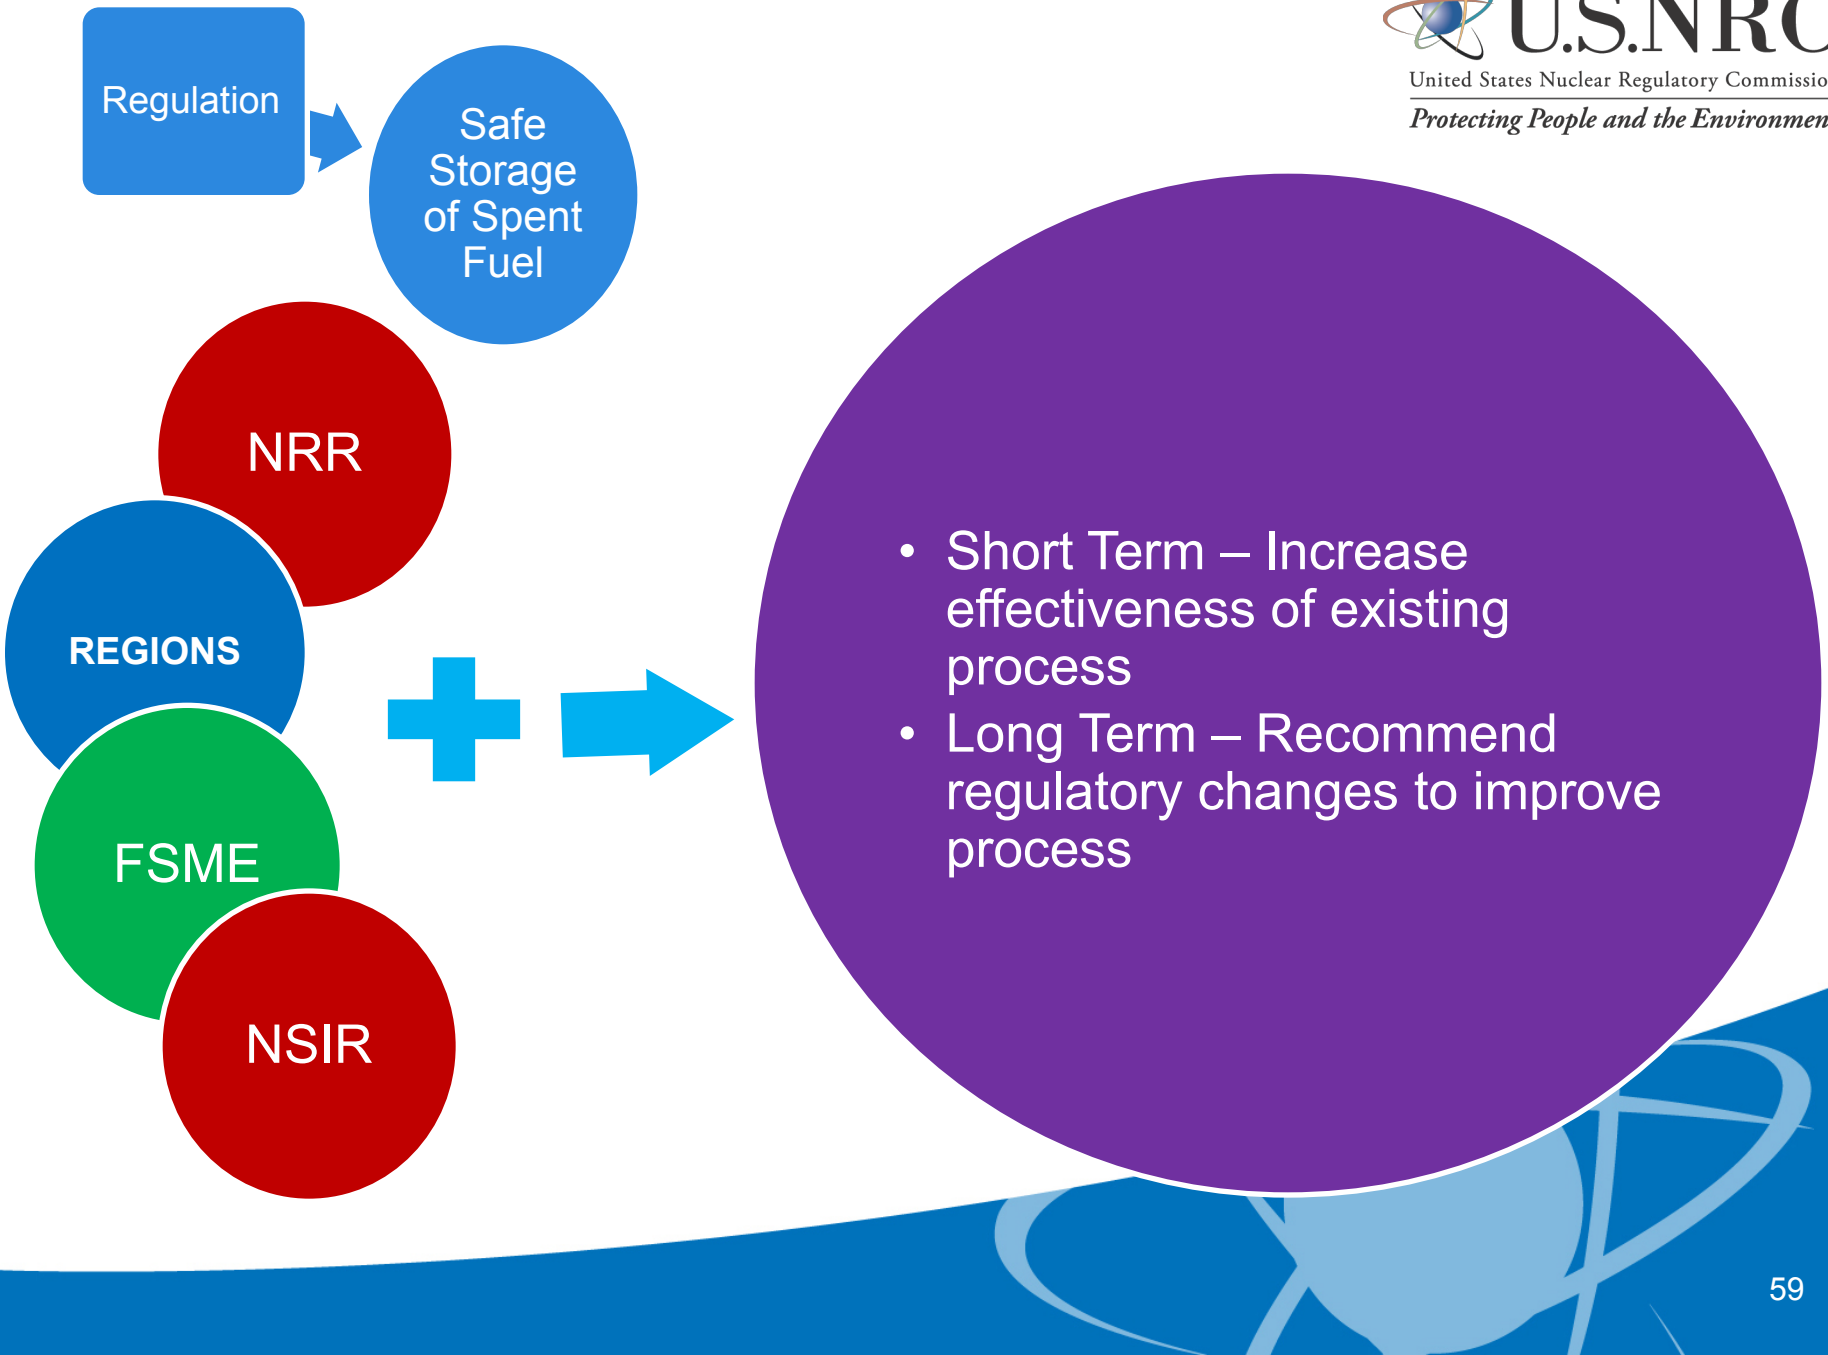 U.S.NRC
United States Nuclear Regulatory Commissio
Protecting People and the Environmen
Regulation
Safe
Storage
of Spent
Fuel
NRR
REGIONS
FSME
NSIR
• Short Term – Increase
effectiveness of existing
process
• Long Term – Recommend
regulatory changes to improve
process
59